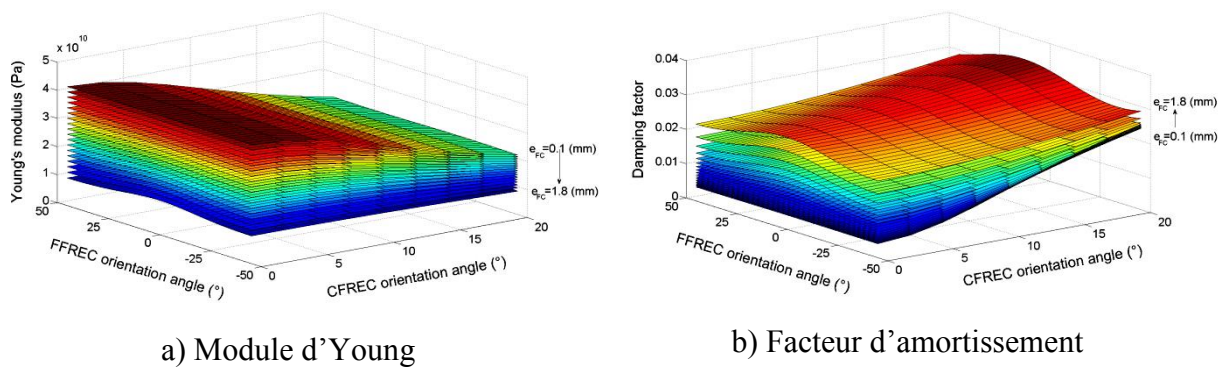 x 10^10
5
4
3
2
1
0
Young's modulus (Pa)
50
25
0
-25
-50
FFREC orientation angle (°)
0
5
10
15
20
CFREC orientation angle (°)
e_FC=0.1 (mm)
e_FC=1.8 (mm)
a) Module d’Young
0.04
0.03
0.02
0.01
0
Damping factor
50
25
0
-25
-50
FFREC orientation angle (°)
0
5
10
15
20
CFREC orientation angle (°)
e_FC=1.8 (mm)
e_FC=0.1 (mm)
b) Facteur d’amortissement